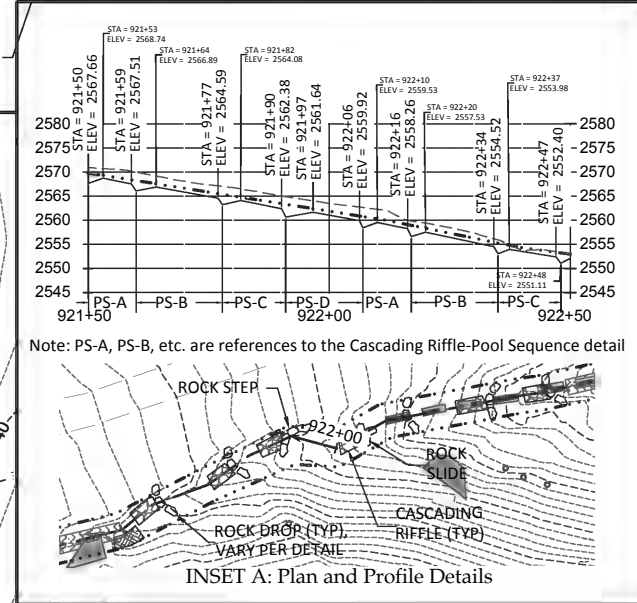 STA = 921+50
ELEV = 2567.66
STA = 921+53
ELEV = 2568.74
STA = 921+59
ELEV = 2567.51
STA = 921+64
ELEV = 2566.89
STA = 921+77
ELEV = 2564.59
STA = 921+82
ELEV = 2564.08
STA = 921+90
ELEV = 2562.38
STA = 921+97
ELEV = 2561.64
STA = 922+06
ELEV = 2559.92
STA = 922+10
ELEV = 2559.53
STA = 922+16
ELEV = 2558.26
STA = 922+20
ELEV = 2557.53
STA = 922+34
ELEV = 2554.52
STA = 922+37
ELEV = 2553.98
STA = 922+47
ELEV = 2552.40
STA = 922+48
ELEV = 2551.11
2580 2580
2575 2575
2570 2570
2565 2565
2560 2560
2555 2555
2550 2550
2545 2545
PS-A PS-B PS-C PS-D PS-A PS-B PS-C
921+50 922+00 922+50
Note: PS-A, PS-B, etc. are references to the Cascading Riffle-Pool Sequence detail
ROCK STEP
922+00
ROCK
SLIDE
CASCADING
RIFFLE (TYP)
ROCK DROP (TYP),
VARY PER DETAIL
40
INSET A: Plan and Profile Details